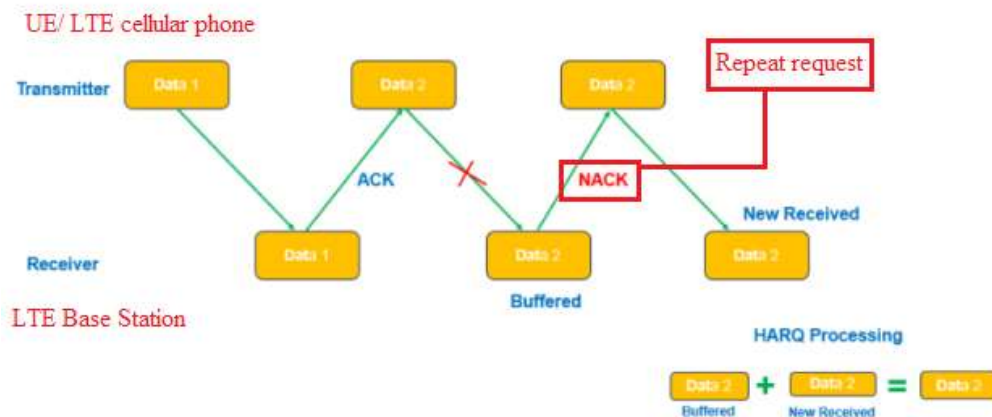 UE/ LTE cellular phone
Repeat request
Transmitter
Data 1
Data 2
Data 2
ACK
NACK
New Received
Receiver
Data 1
Data 2
Data 2
Buffered
LTE Base Station
HARQ Processing
Data 2 + Data 2 = Data 2
Buffered
New Received